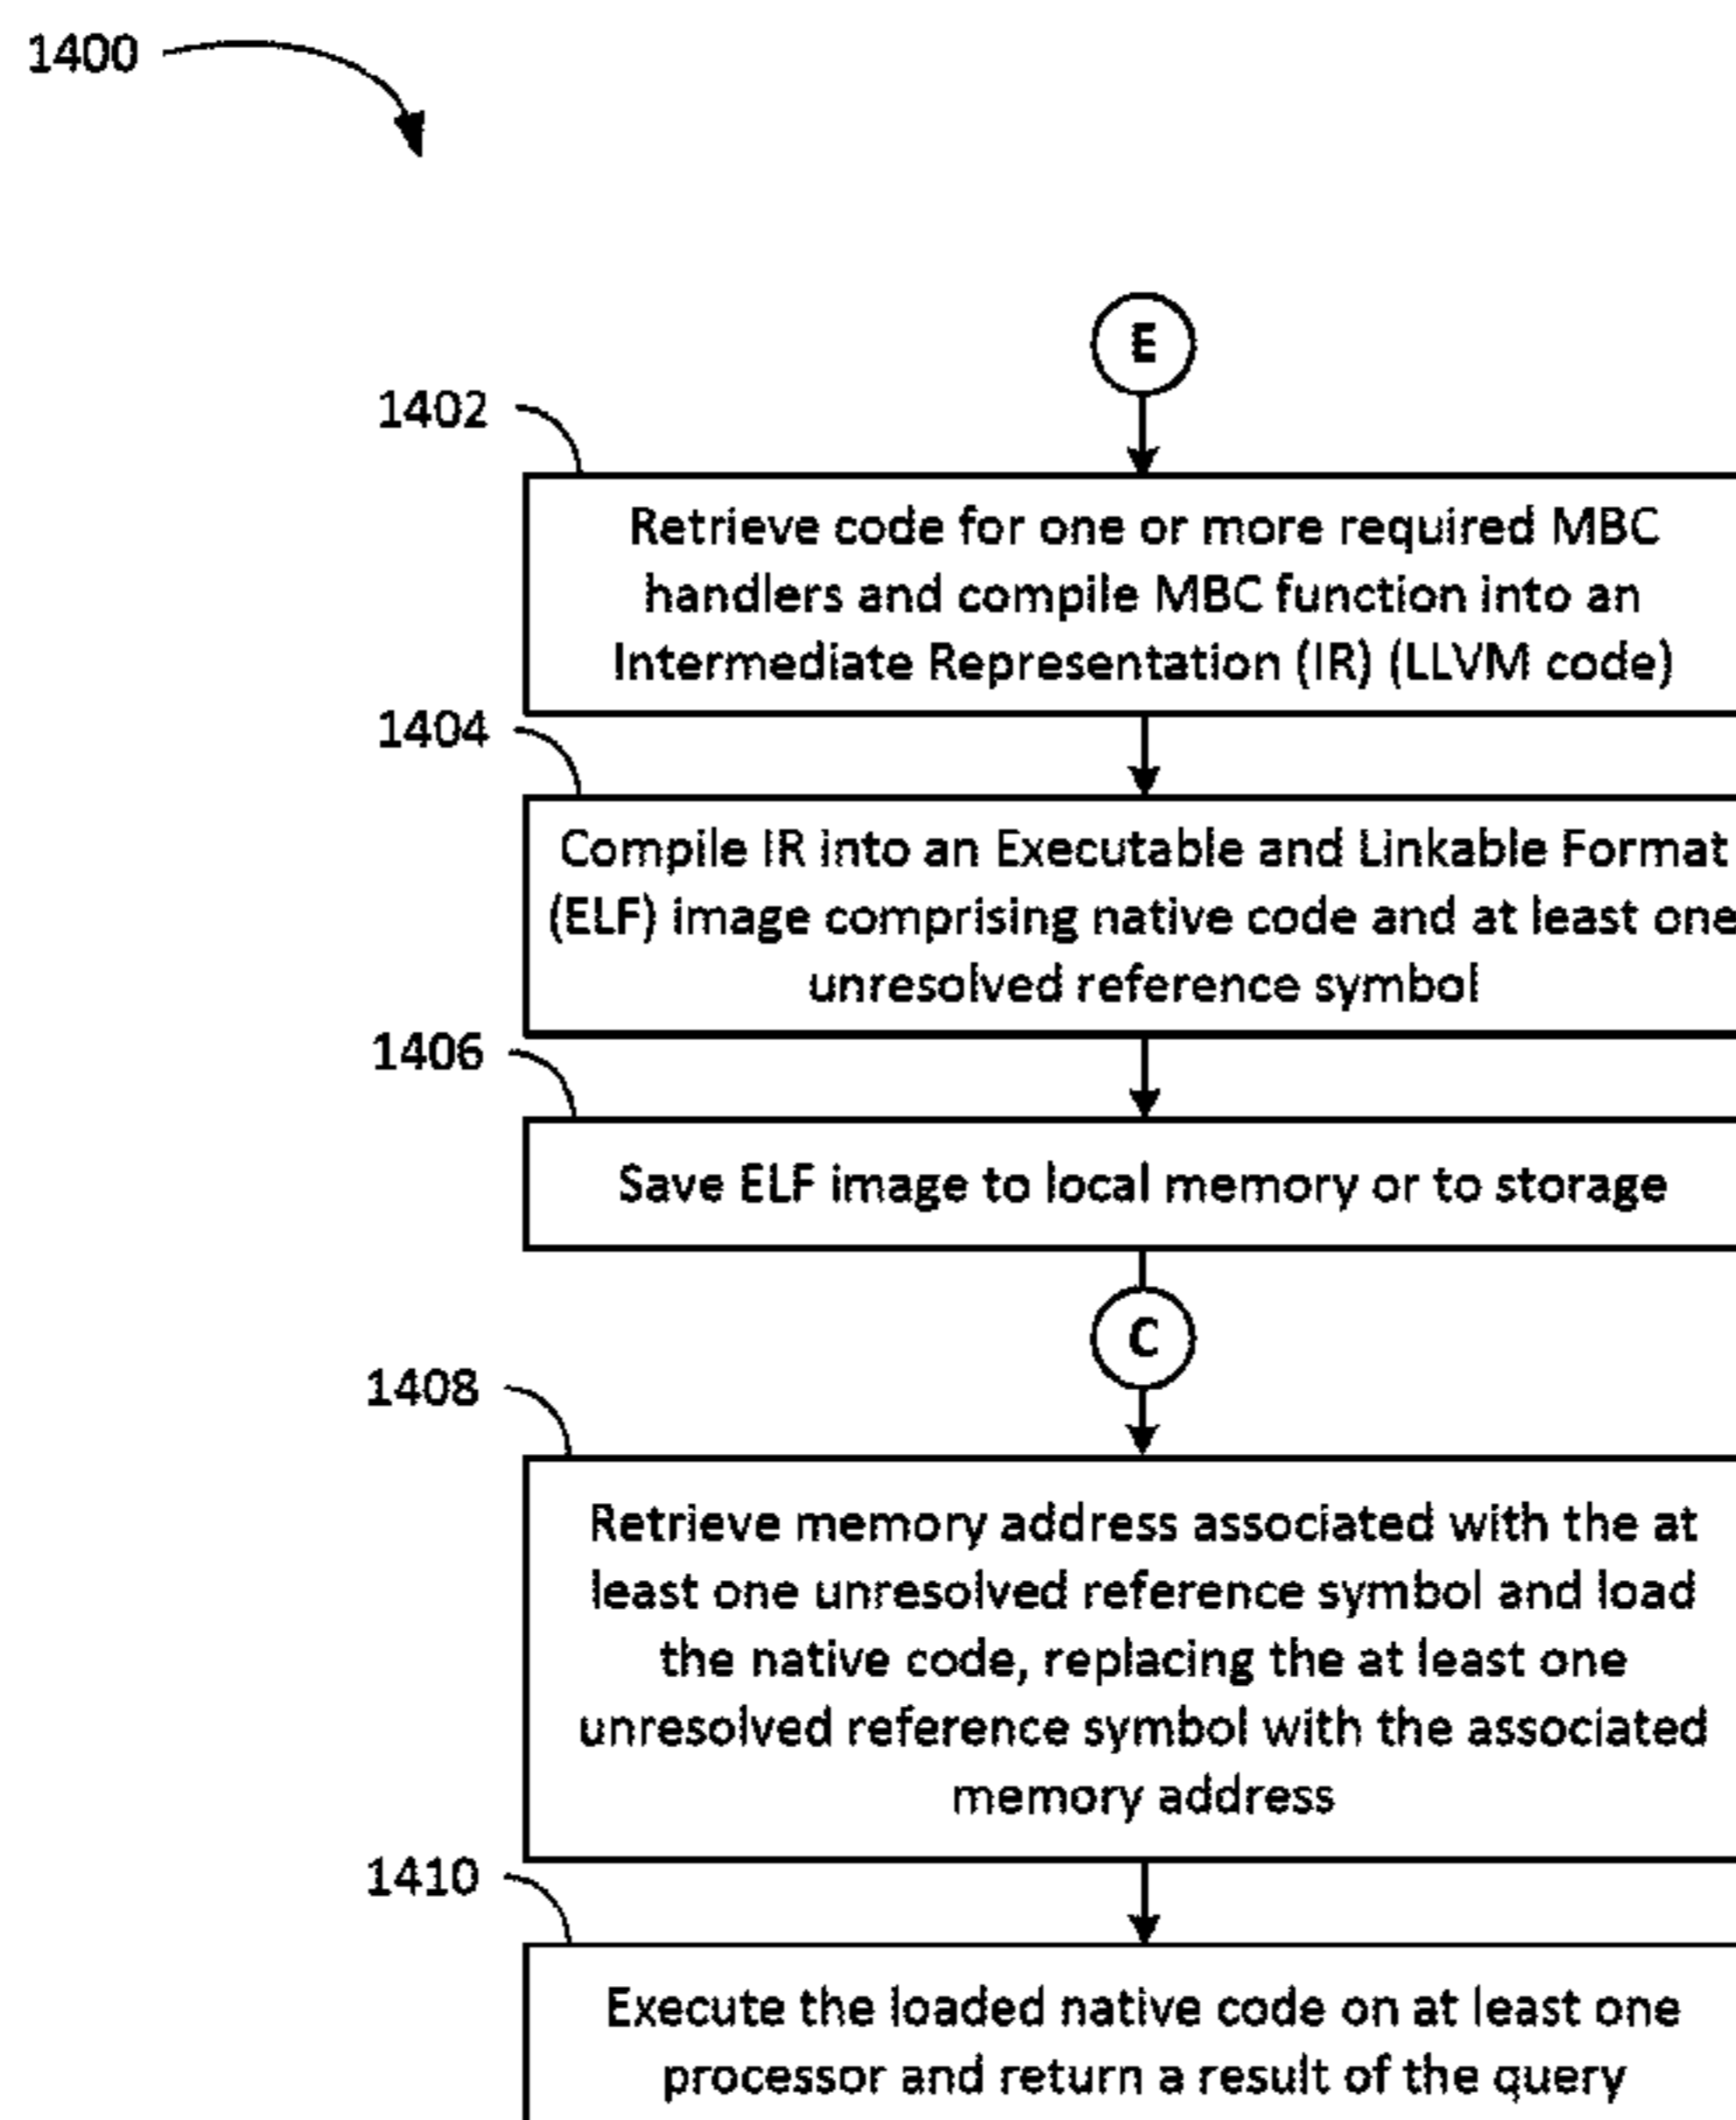 1400
E
1402
Retrieve code for one or more required MBC
handlers and compile MBC function into an
Intermediate Representation (IR) (LLVM code)
1404
Compile IR into an Executable and Linkable Format
(ELF) image comprising native code and at least one
unresolved reference symbol
1406
Save ELF image to local memory or to storage
C
1408
Retrieve memory address associated with the at
least one unresolved reference symbol and load
the native code, replacing the at least one
unresolved reference symbol with the associated
memory address
1410
Execute the loaded native code on at least one
processor and return a result of the query